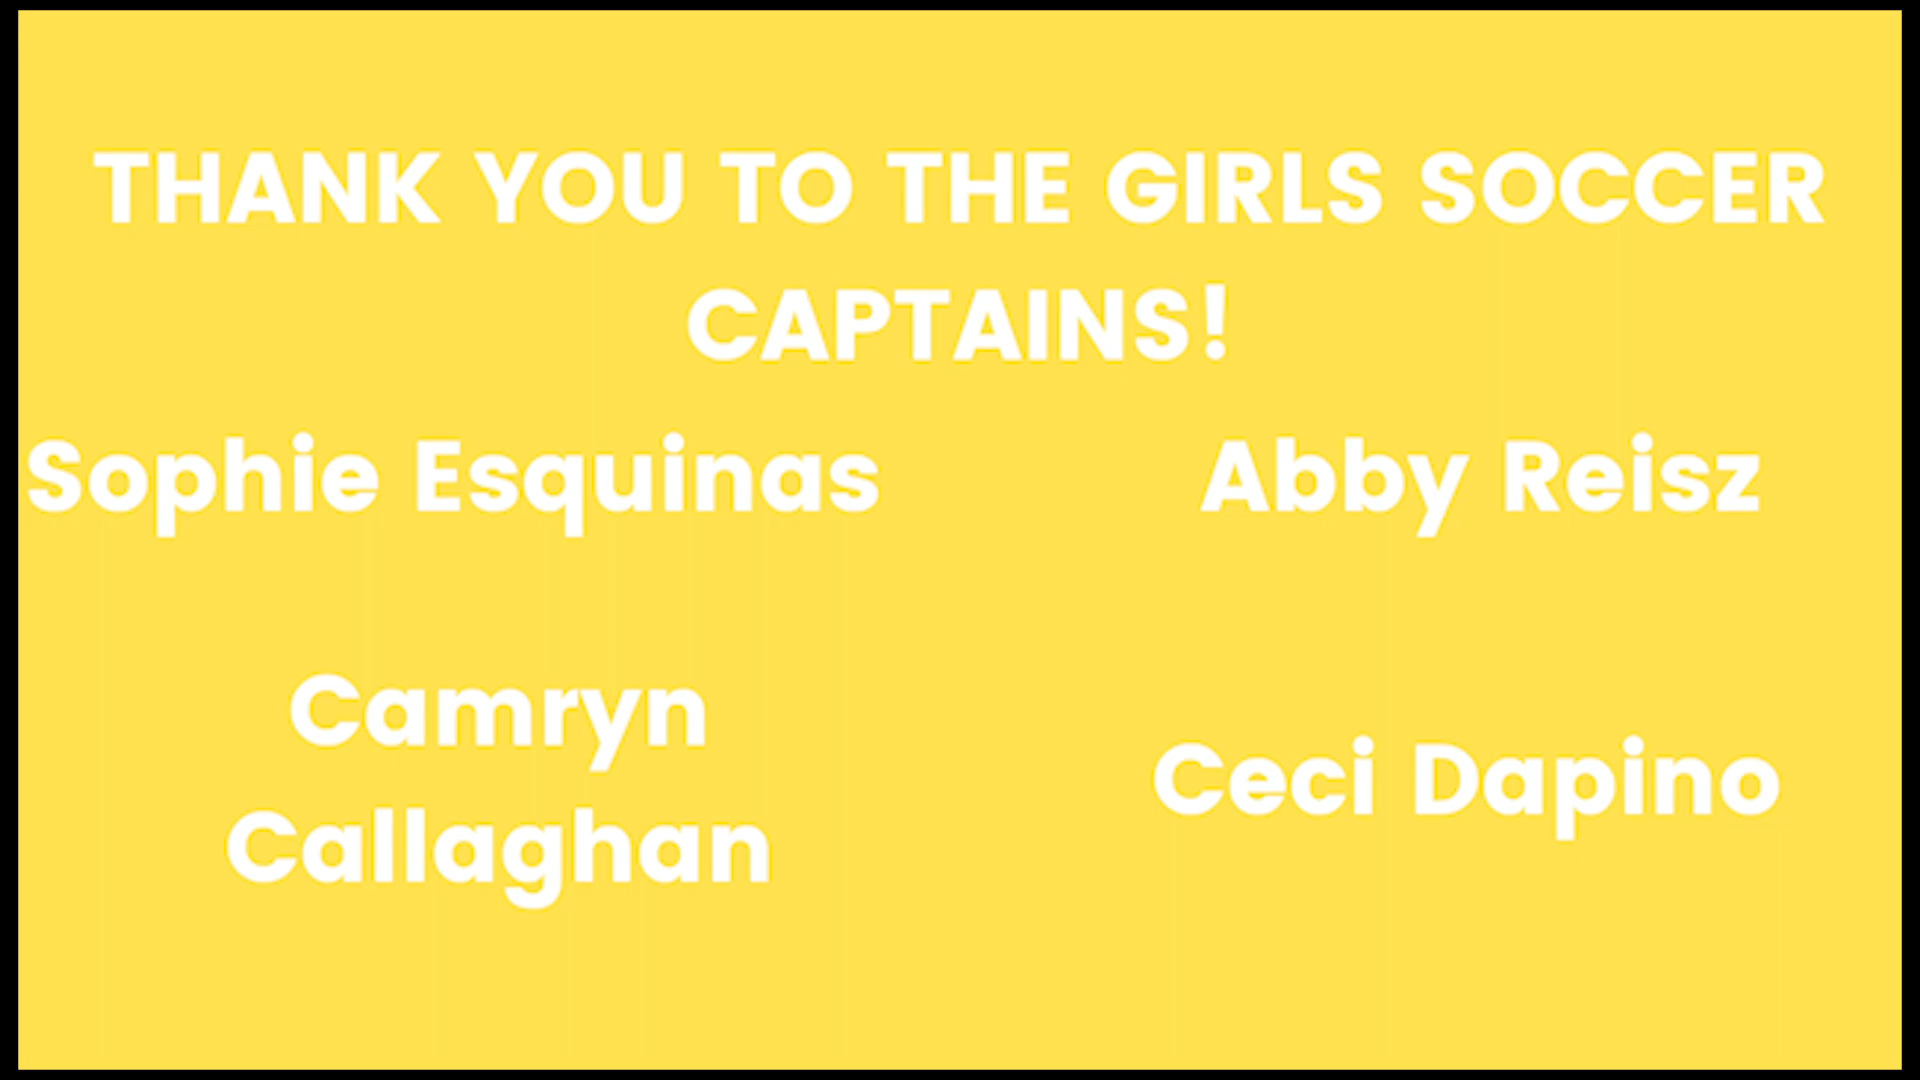 THANK YOU TO THE GIRLS SOCCER
CAPTAINS!
Sophie Esquinas
Abby Reisz
Camryn
Callaghan
Ceci Dapino